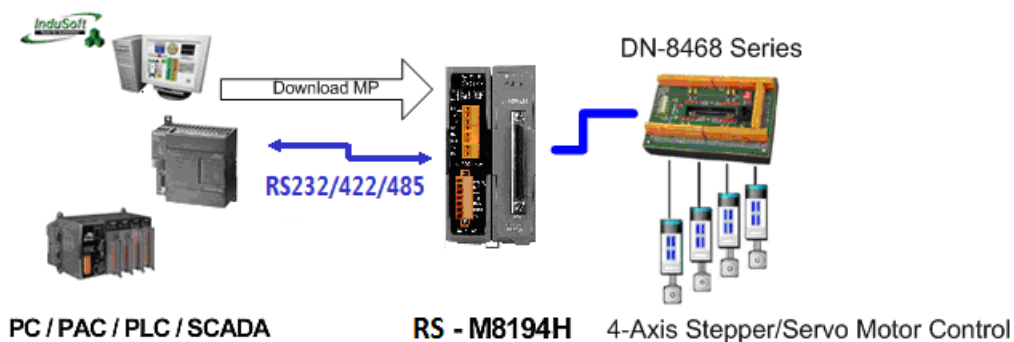 InduSoft
DN-8468 Series
Download MP
RS232/422/485
PC / PAC / PLC / SCADA
RS - M8194H
4-Axis Stepper/Servo Motor Control